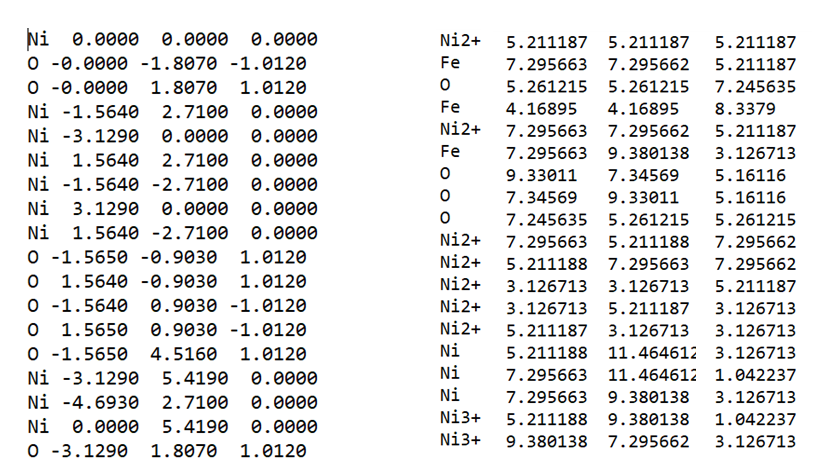 Ni 0.0000 0.0000 0.0000
O -0.0000 -1.8070 -1.0120
O -0.0000 1.8070 1.0120
Ni -1.5640 2.7100 0.0000
Ni -3.1290 0.0000 0.0000
Ni 1.5640 2.7100 0.0000
Ni -1.5640 -2.7100 0.0000
Ni 3.1290 0.0000 0.0000
Ni 1.5640 -2.7100 0.0000
O -1.5650 -0.9030 1.0120
O 1.5640 -0.9030 1.0120
O -1.5640 0.9030 -1.0120
O 1.5650 0.9030 -1.0120
O -1.5650 4.5160 1.0120
Ni -3.1290 5.4190 0.0000
Ni -4.6930 2.7100 0.0000
Ni 0.0000 5.4190 0.0000
O -3.1290 1.8070 1.0120
Ni2+ 5.211187 5.211187 5.211187
Fe 7.295663 7.295662 5.211187
O 5.261215 5.261215 7.245635
Fe 4.16895 4.16895 8.3379
Ni2+ 7.295663 7.295662 5.211187
Fe 7.295663 9.380138 3.126713
O 9.33011 7.34569 5.16116
O 7.34569 9.33011 5.16116
O 7.245635 5.261215 5.261215
Ni2+ 7.295663 5.211188 7.295662
Ni2+ 5.211188 7.295663 7.295662
Ni2+ 3.126713 3.126713 5.211187
Ni2+ 3.126713 5.211187 3.126713
Ni2+ 5.211187 3.126713 3.126713
Ni 5.211188 11.464612 3.126713
Ni 7.295663 11.464612 1.042237
Ni 7.295663 9.380138 3.126713
Ni3+ 5.211188 9.380138 1.042237
Ni3+ 9.380138 7.295662 3.126713